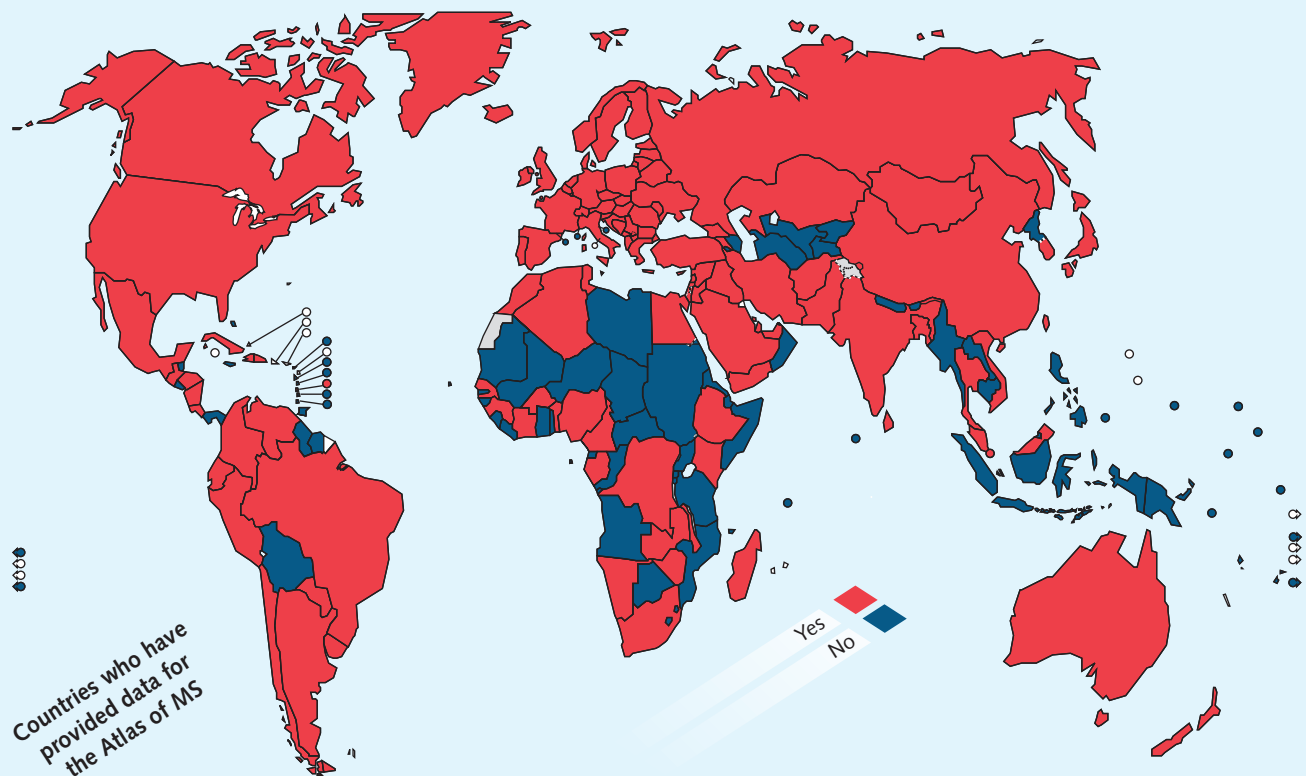 Yes
No
Countries who have
provided data for
the Atlas of MS